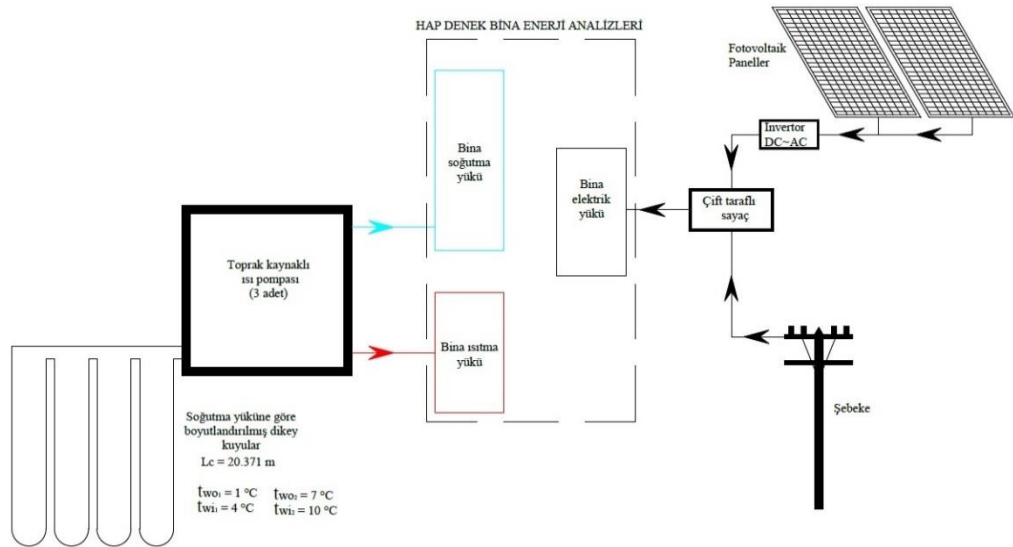 HAP DENEK BİNA ENERJİ ANALİZLERİ
Fotovoltaik
Paneller
Invertor
DC~AC
Bina
soğutma
yükü
Bina
elektrik
yükü
Çift taraflı
sayaç
Toprak kaynaklı
ısı pompası
(3 adet)
Bina ısıtma
yükü
Şebeke
Soğutma yüküne göre
boyutlandırılmış dikey
kuyular
Lc = 20.371 m
two₁ = 1 °C two₂ = 7 °C
twi₁ = 4 °C twi₂ = 10 °C